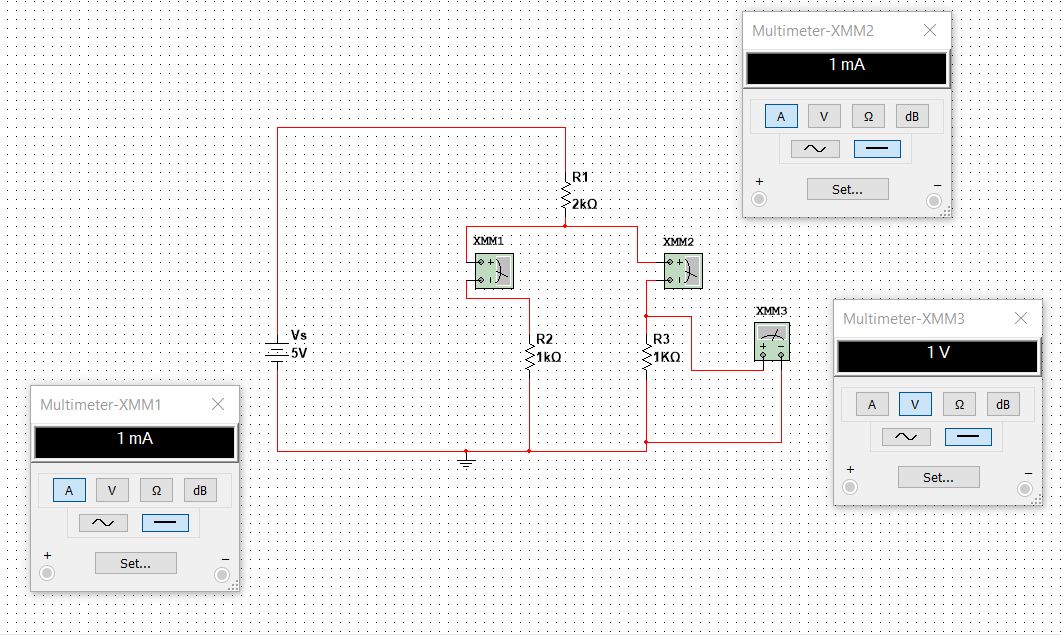 Multimeter-XMM2
1 mA
A V Ω dB
+ Set... −
R1
2kΩ
XMM1
+
XMM2
+
XMM3
+ −
Vs
5V
R2
1kΩ
R3
1KΩ
Multimeter-XMM3
1 V
A V Ω dB
+ Set... −
Multimeter-XMM1
1 mA
A V Ω dB
+ Set... −